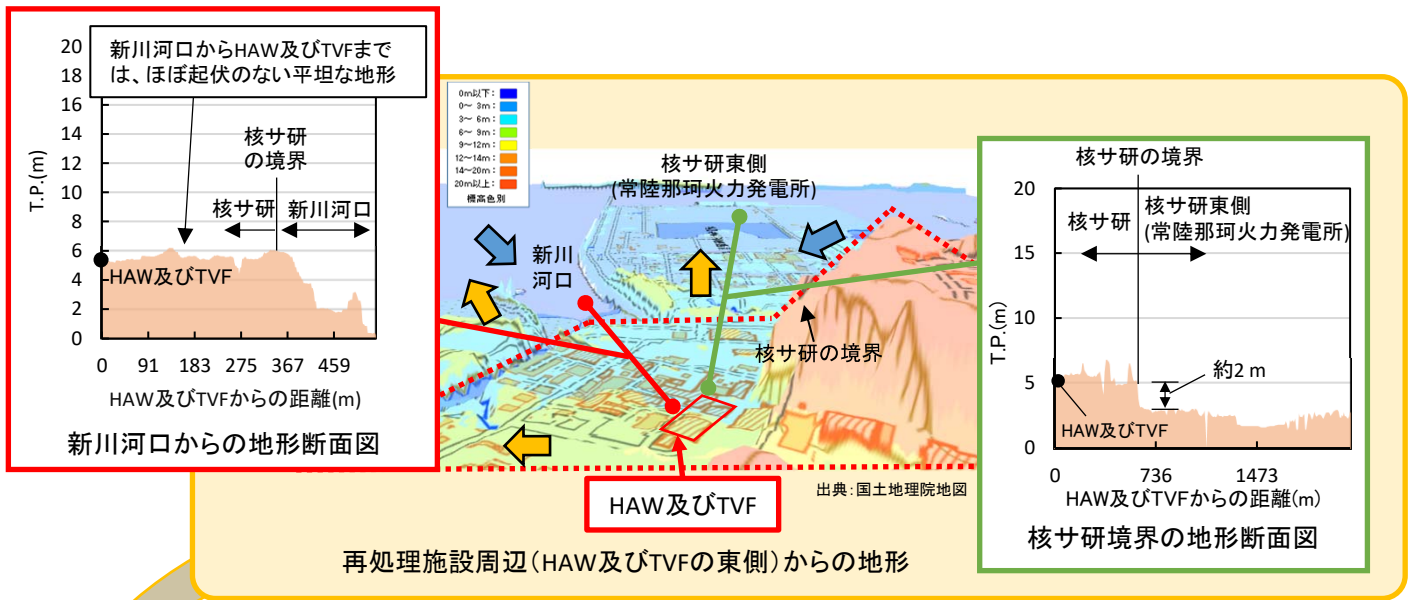 新川河口からHAW及びTVFまで
は、ほぼ起伏のない平坦な地形
T.P.(m)
20
18
16
14
12
10
8
6
4
2
0
核サ研
の境界
核サ研
新川河口
HAW及びTVF
0 91 183 275 367 459
HAW及びTVFからの距離(m)
新川河口からの地形断面図
0m以下:
0~ 3m:
3~ 6m:
6~ 9m:
9~12m:
12~14m:
14~20m:
20m以上:
標高色別
核サ研東側
(常陸那珂火力発電所)
新川
河口
核サ研の境界
HAW及びTVF
出典:国土地理院地図
再処理施設周辺(HAW及びTVFの東側)からの地形
核サ研の境界
T.P.(m)
20
15
10
5
0
核サ研
核サ研東側
(常陸那珂火力発電所)
約2 m
HAW及びTVF
0 736 1473
HAW及びTVFからの距離(m)
核サ研境界の地形断面図